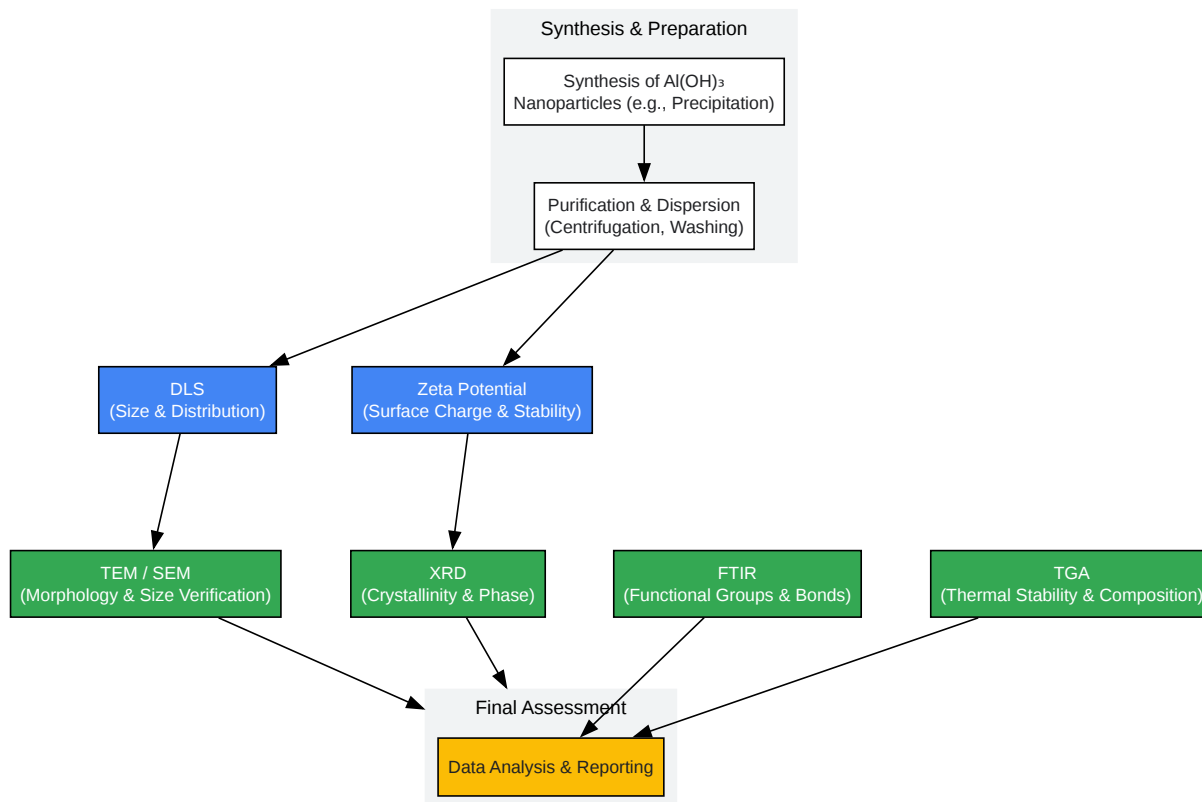 Synthesis & Preparation
Synthesis of Al(OH)₃
Nanoparticles (e.g., Precipitation)
Purification & Dispersion
(Centrifugation, Washing)
DLS
(Size & Distribution)
Zeta Potential
(Surface Charge & Stability)
TEM / SEM
(Morphology & Size Verification)
XRD
(Crystallinity & Phase)
FTIR
(Functional Groups & Bonds)
TGA
(Thermal Stability & Composition)
Final Assessment
Data Analysis & Reporting